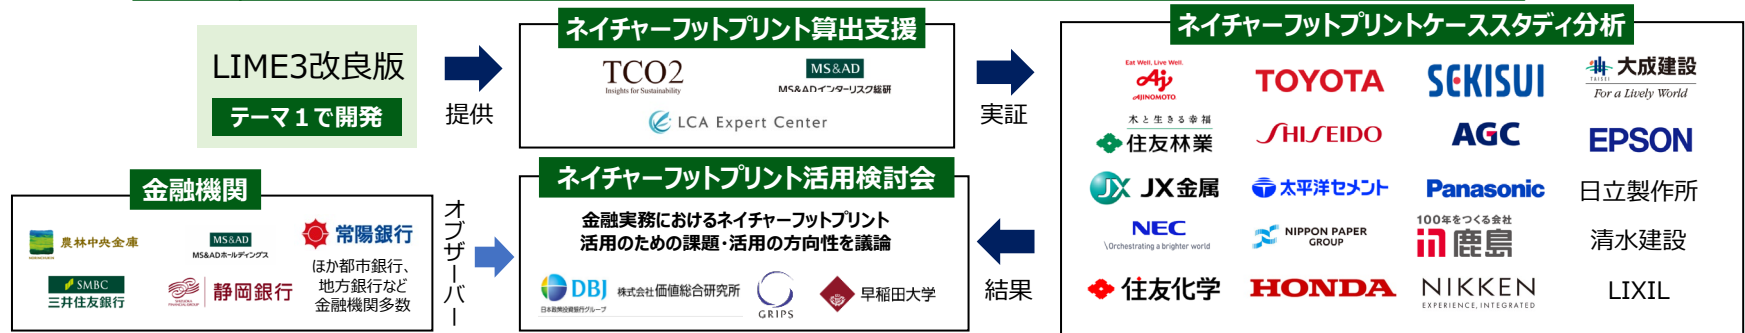 LIME3改良版
テーマ1で開発
提供
ネイチャーフットプリント算出支援
TCO2
Insights for Sustainability
MS&AD
MS&ADインターリスク総研
LCA Expert Center
実証
ネイチャーフットプリントケーススタディ分析
Eat Well, Live Well.
Aj
AJINOMOTO
TOYOTA
SEKISUI
TAISEI
大成建設
For a Lively World
木と生きる幸福
住友林業
SHISEIDO
AGC
EPSON
JX JX金属
太平洋セメント
Panasonic
日立製作所
NEC
\Orchestrating a brighter world
NIPPON PAPER
GROUP
100年をつくる会社
鹿島
清水建設
住友化学
HONDA
NIKKEN
EXPERIENCE, INTEGRATED
LIXIL
金融機関
農林中央金庫
MS&AD
MS&ADホールディングス
常陽銀行
SMBC
三井住友銀行
静岡銀行
ほか都市銀行、
地方銀行など
金融機関多数
オブザーバー
ネイチャーフットプリント活用検討会
金融実務におけるネイチャーフットプリント
活用のための課題・活用の方向性を議論
DBJ
日本政策投資銀行グループ
株式会社価値総合研究所
GRIPS
早稲田大学
結果